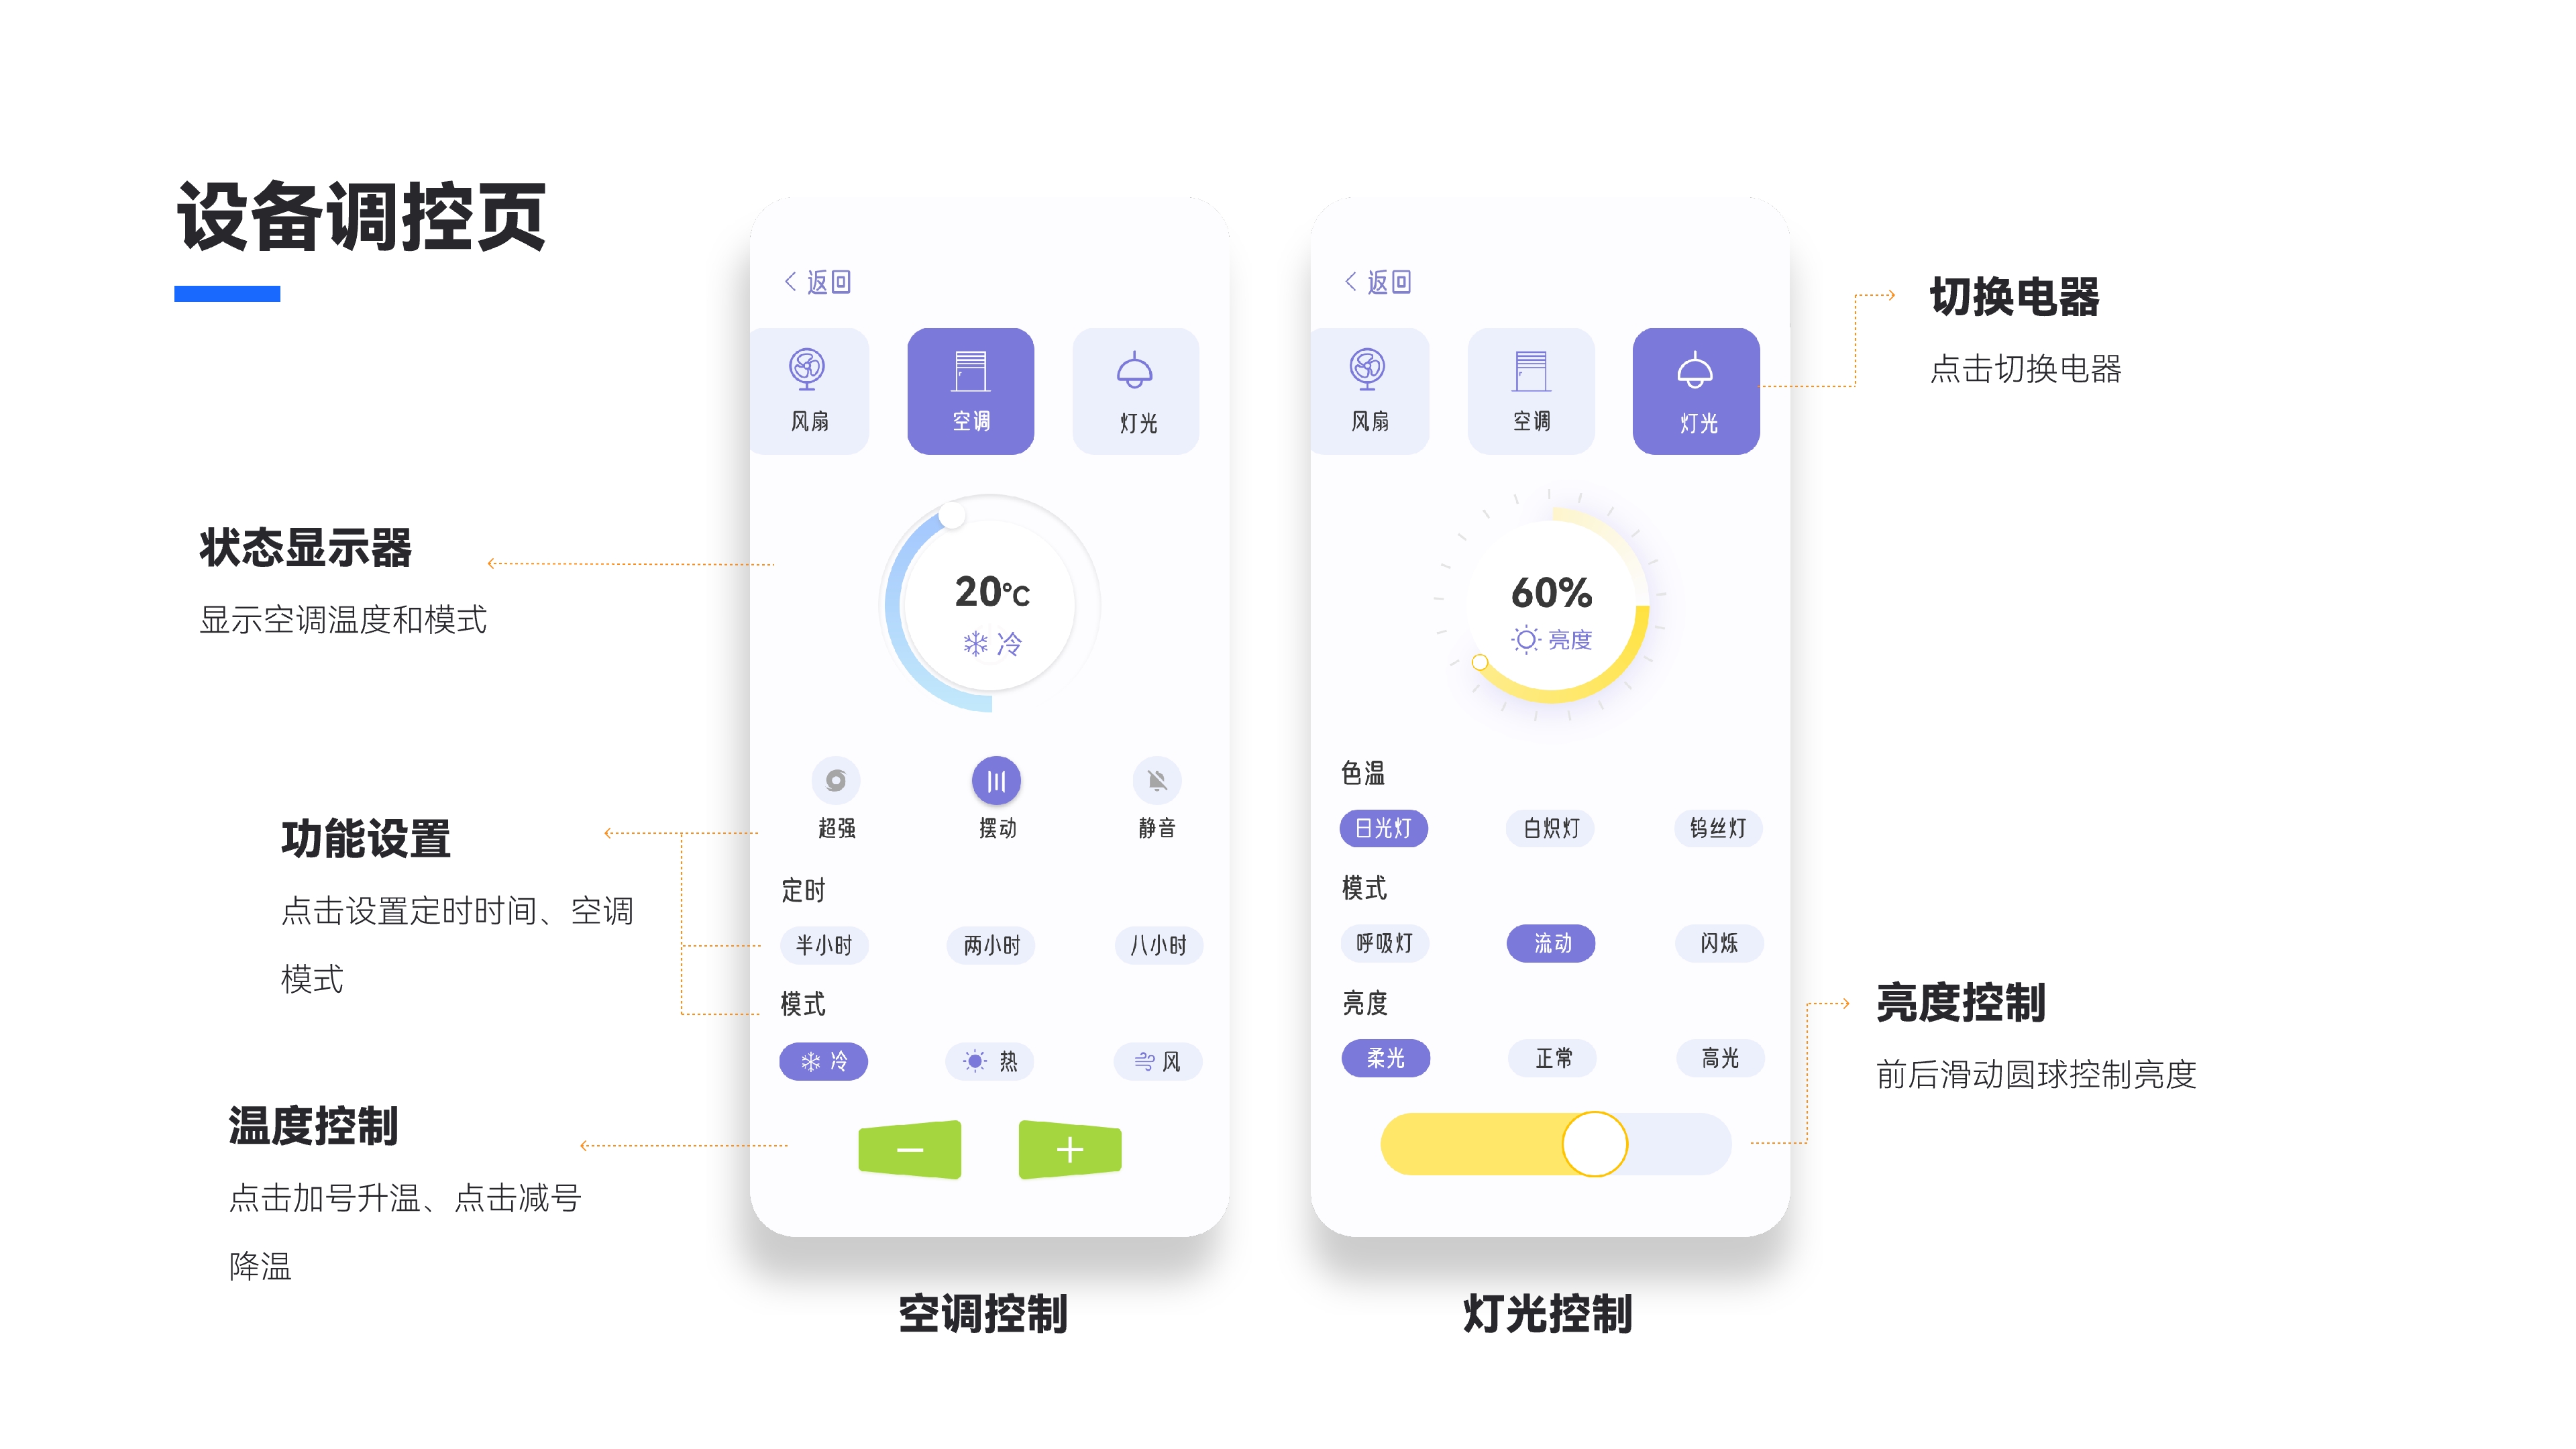 设备调控页
状态显示器
显示空调温度和模式
功能设置
点击设置定时时间、空调
模式
温度控制
点击加号升温、点击减号
降温
返回
风扇
空调
灯光
20°C
冷
超强
摆动
静音
定时
半小时
两小时
八小时
模式
冷
热
风
空调控制
返回
风扇
空调
灯光
60%
亮度
色温
日光灯
白炽灯
钨丝灯
模式
呼吸灯
流动
闪烁
亮度
柔光
正常
高光
灯光控制
切换电器
点击切换电器
亮度控制
前后滑动圆球控制亮度